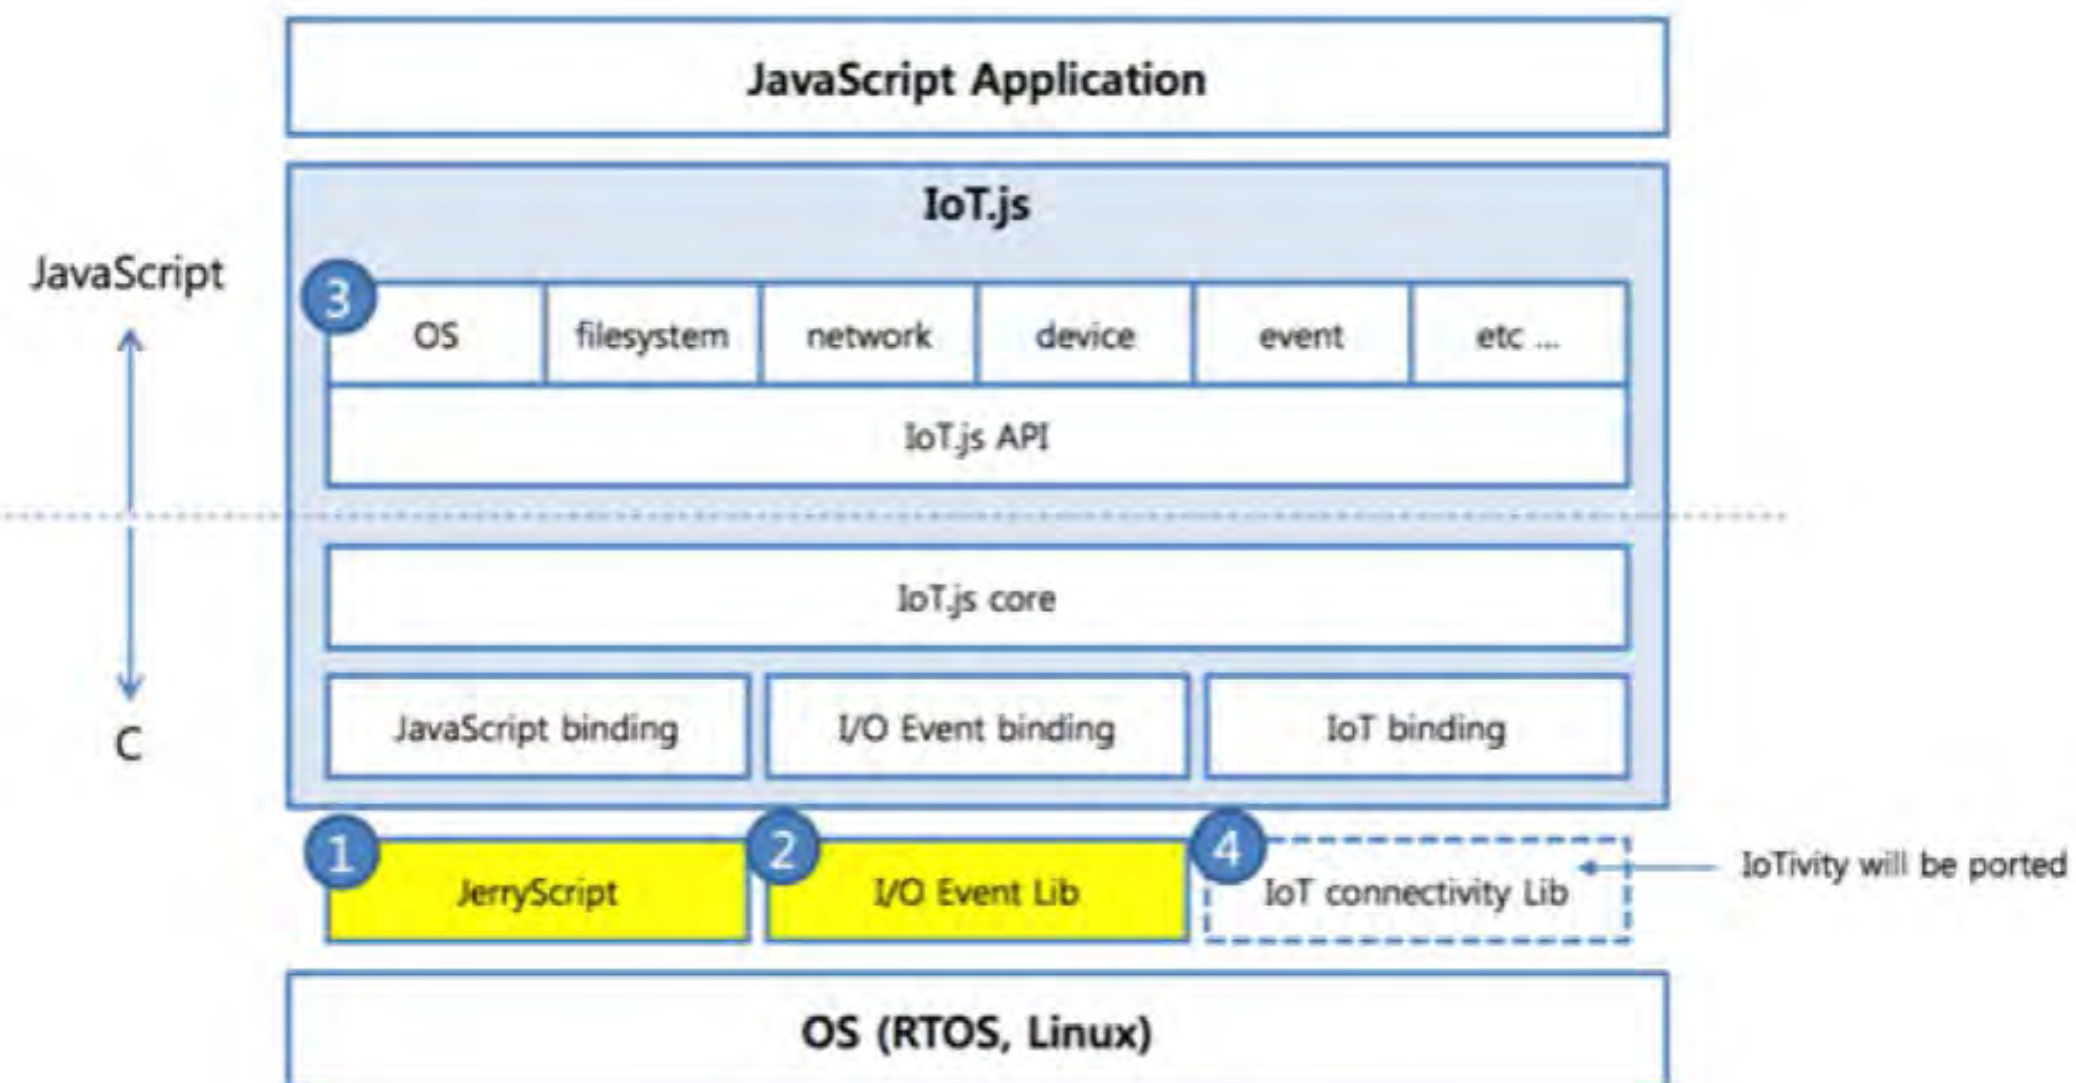 JavaScript Application
IoT.js
JavaScript
3
OS
filesystem
network
device
event
etc ...
IoT.js API
IoT.js core
JavaScript binding
I/O Event binding
IoT binding
C
1
JerryScript
2
I/O Event Lib
4
IoT connectivity Lib
IoTivity will be ported
OS (RTOS, Linux)